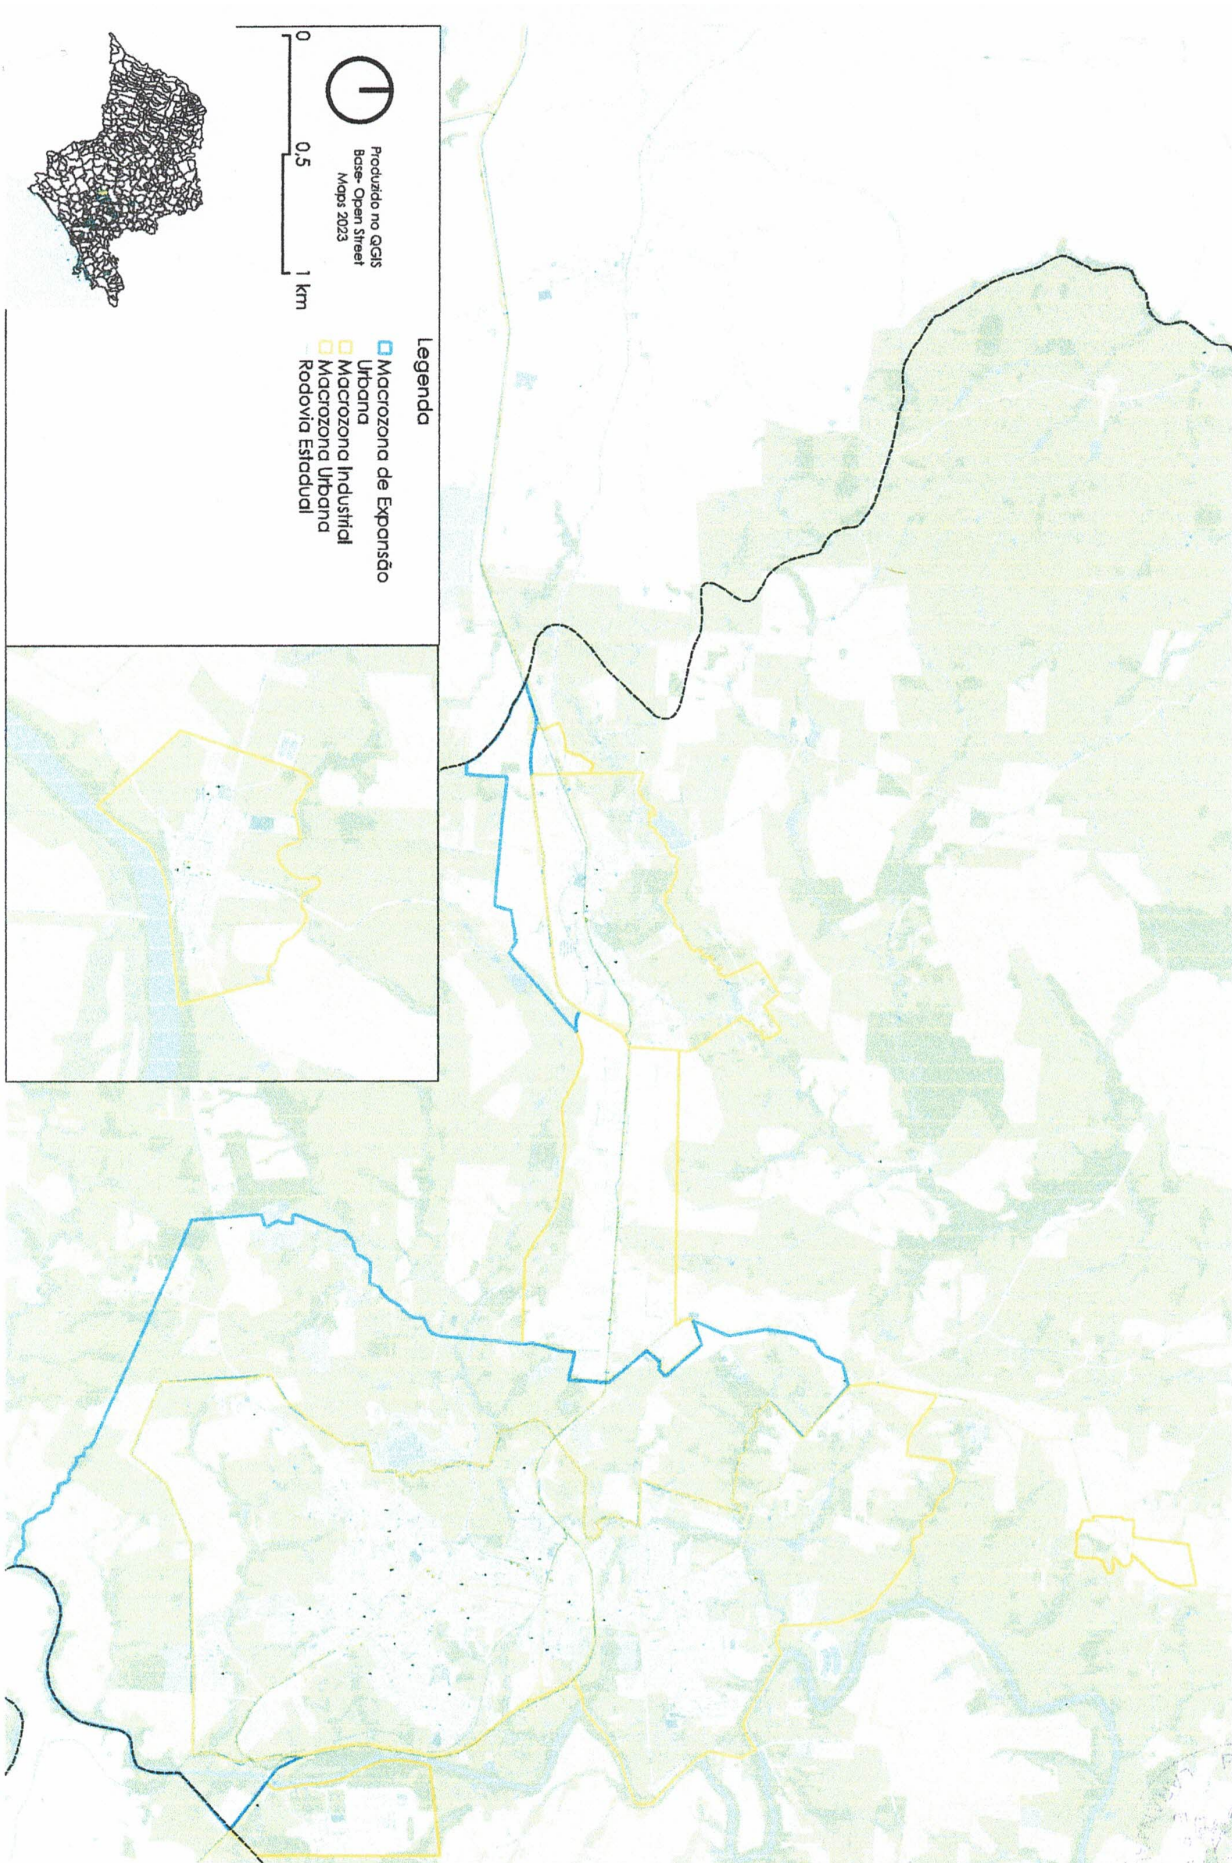 Legenda
Macrozona de Expansão
Urbana
Macrozona Industrial
Macrozona Urbana
Rodovia Estadual
Produzido no QGIS
Base- Open Street
Maps 2023
0
0,5
1 km